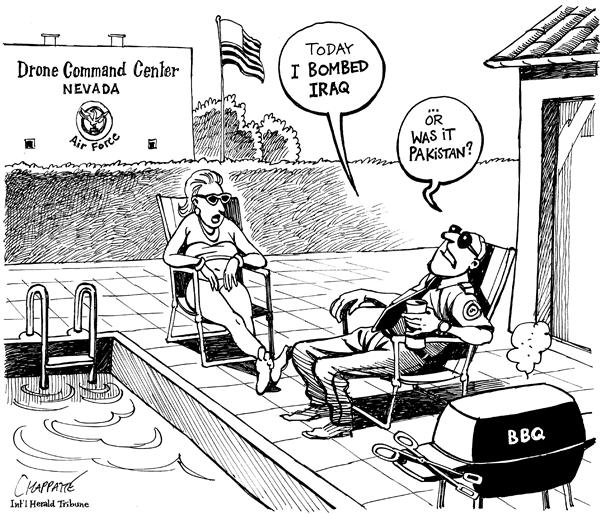 Drone Command Center
NEVADA
Air Force
TODAY
I BOMBED
IRAQ
...OR
WAS IT
PAKISTAN?
BBQ
CHAPPATTE
Int'l Herald Tribune